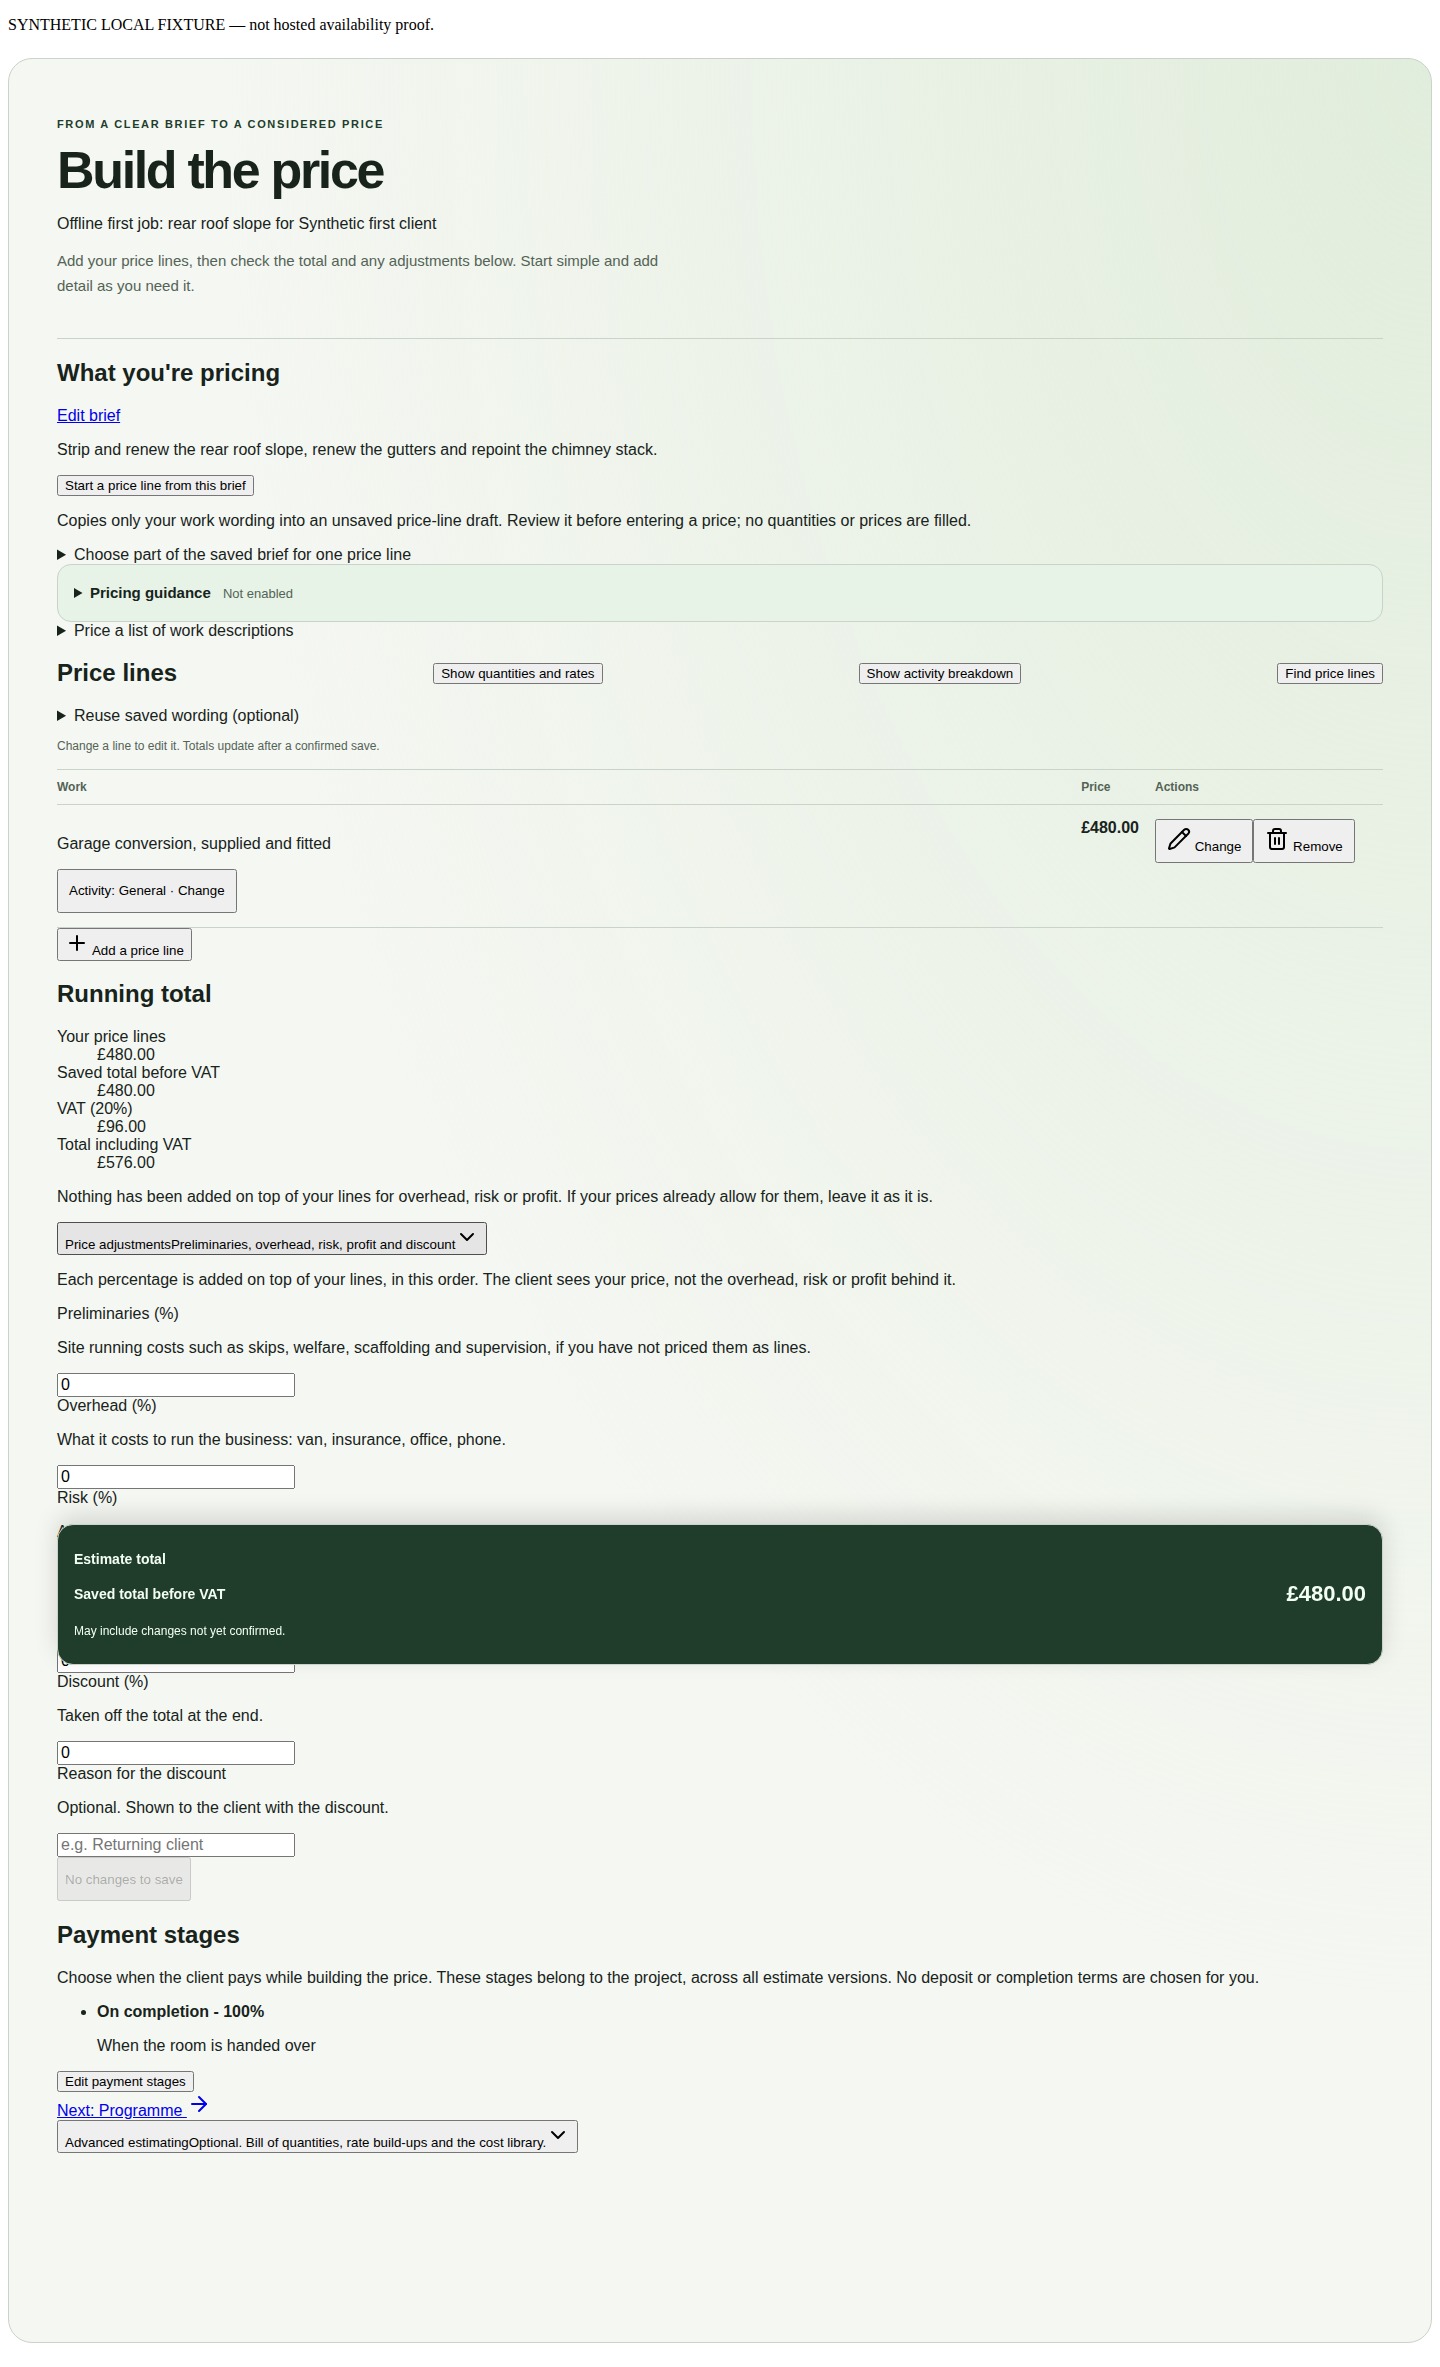 SYNTHETIC LOCAL FIXTURE — not hosted availability proof.
FROM A CLEAR BRIEF TO A CONSIDERED PRICE
Build the price
Offline first job: rear roof slope for Synthetic first client
Add your price lines, then check the total and any adjustments below. Start simple and add
detail as you need it.
What you're pricing
Edit brief
Strip and renew the rear roof slope, renew the gutters and repoint the chimney stack.
Start a price line from this brief
Copies only your work wording into an unsaved price-line draft. Review it before entering a price; no quantities or prices are filled.
Choose part of the saved brief for one price line
Pricing guidance Not enabled
Price a list of work descriptions
Price lines Show quantities and rates Show activity breakdown Find price lines
Reuse saved wording (optional)
Change a line to edit it. Totals update after a confirmed save.
Work Price Actions
Garage conversion, supplied and fitted £480.00 Change Remove
Activity: General · Change
Add a price line
Running total
Your price lines
£480.00
Saved total before VAT
£480.00
VAT (20%)
£96.00
Total including VAT
£576.00
Nothing has been added on top of your lines for overhead, risk or profit. If your prices already allow for them, leave it as it is.
Price adjustmentsPreliminaries, overhead, risk, profit and discount
Each percentage is added on top of your lines, in this order. The client sees your price, not the overhead, risk or profit behind it.
Preliminaries (%)
Site running costs such as skips, welfare, scaffolding and supervision, if you have not priced them as lines.
0
Overhead (%)
What it costs to run the business: van, insurance, office, phone.
0
Risk (%)
Estimate total
Saved total before VAT £480.00
May include changes not yet confirmed.
Discount (%)
Taken off the total at the end.
0
Reason for the discount
Optional. Shown to the client with the discount.
e.g. Returning client
No changes to save
Payment stages
Choose when the client pays while building the price. These stages belong to the project, across all estimate versions. No deposit or completion terms are chosen for you.
On completion - 100%
When the room is handed over
Edit payment stages
Next: Programme
Advanced estimatingOptional. Bill of quantities, rate build-ups and the cost library.